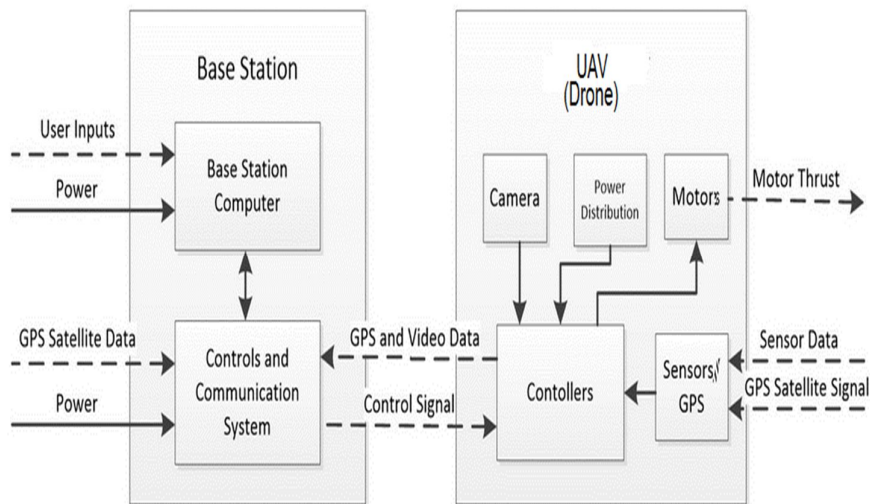 Base Station
User Inputs
Power
Base Station
Computer
GPS Satellite Data
Power
Controls and
Communication
System
GPS and Video Data
Control Signal
UAV
(Drone)
Camera
Power
Distribution
Motors
Motor Thrust
Contollers
Sensors/
GPS
Sensor Data
GPS Satellite Signal